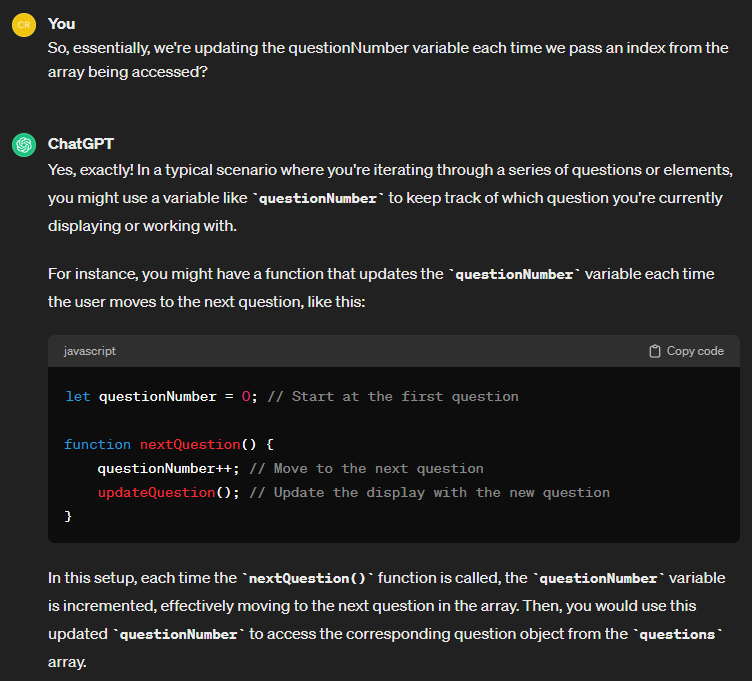 CR
You
So, essentially, we're updating the questionNumber variable each time we pass an index from the
array being accessed?
ChatGPT
Yes, exactly! In a typical scenario where you're iterating through a series of questions or elements,
you might use a variable like `questionNumber` to keep track of which question you're currently
displaying or working with.
For instance, you might have a function that updates the `questionNumber` variable each time
the user moves to the next question, like this:
javascript
Copy code
let questionNumber = 0; // Start at the first question
function nextQuestion() {
    questionNumber++; // Move to the next question
    updateQuestion(); // Update the display with the new question
}
In this setup, each time the `nextQuestion()` function is called, the `questionNumber` variable
is incremented, effectively moving to the next question in the array. Then, you would use this
updated `questionNumber` to access the corresponding question object from the `questions`
array.